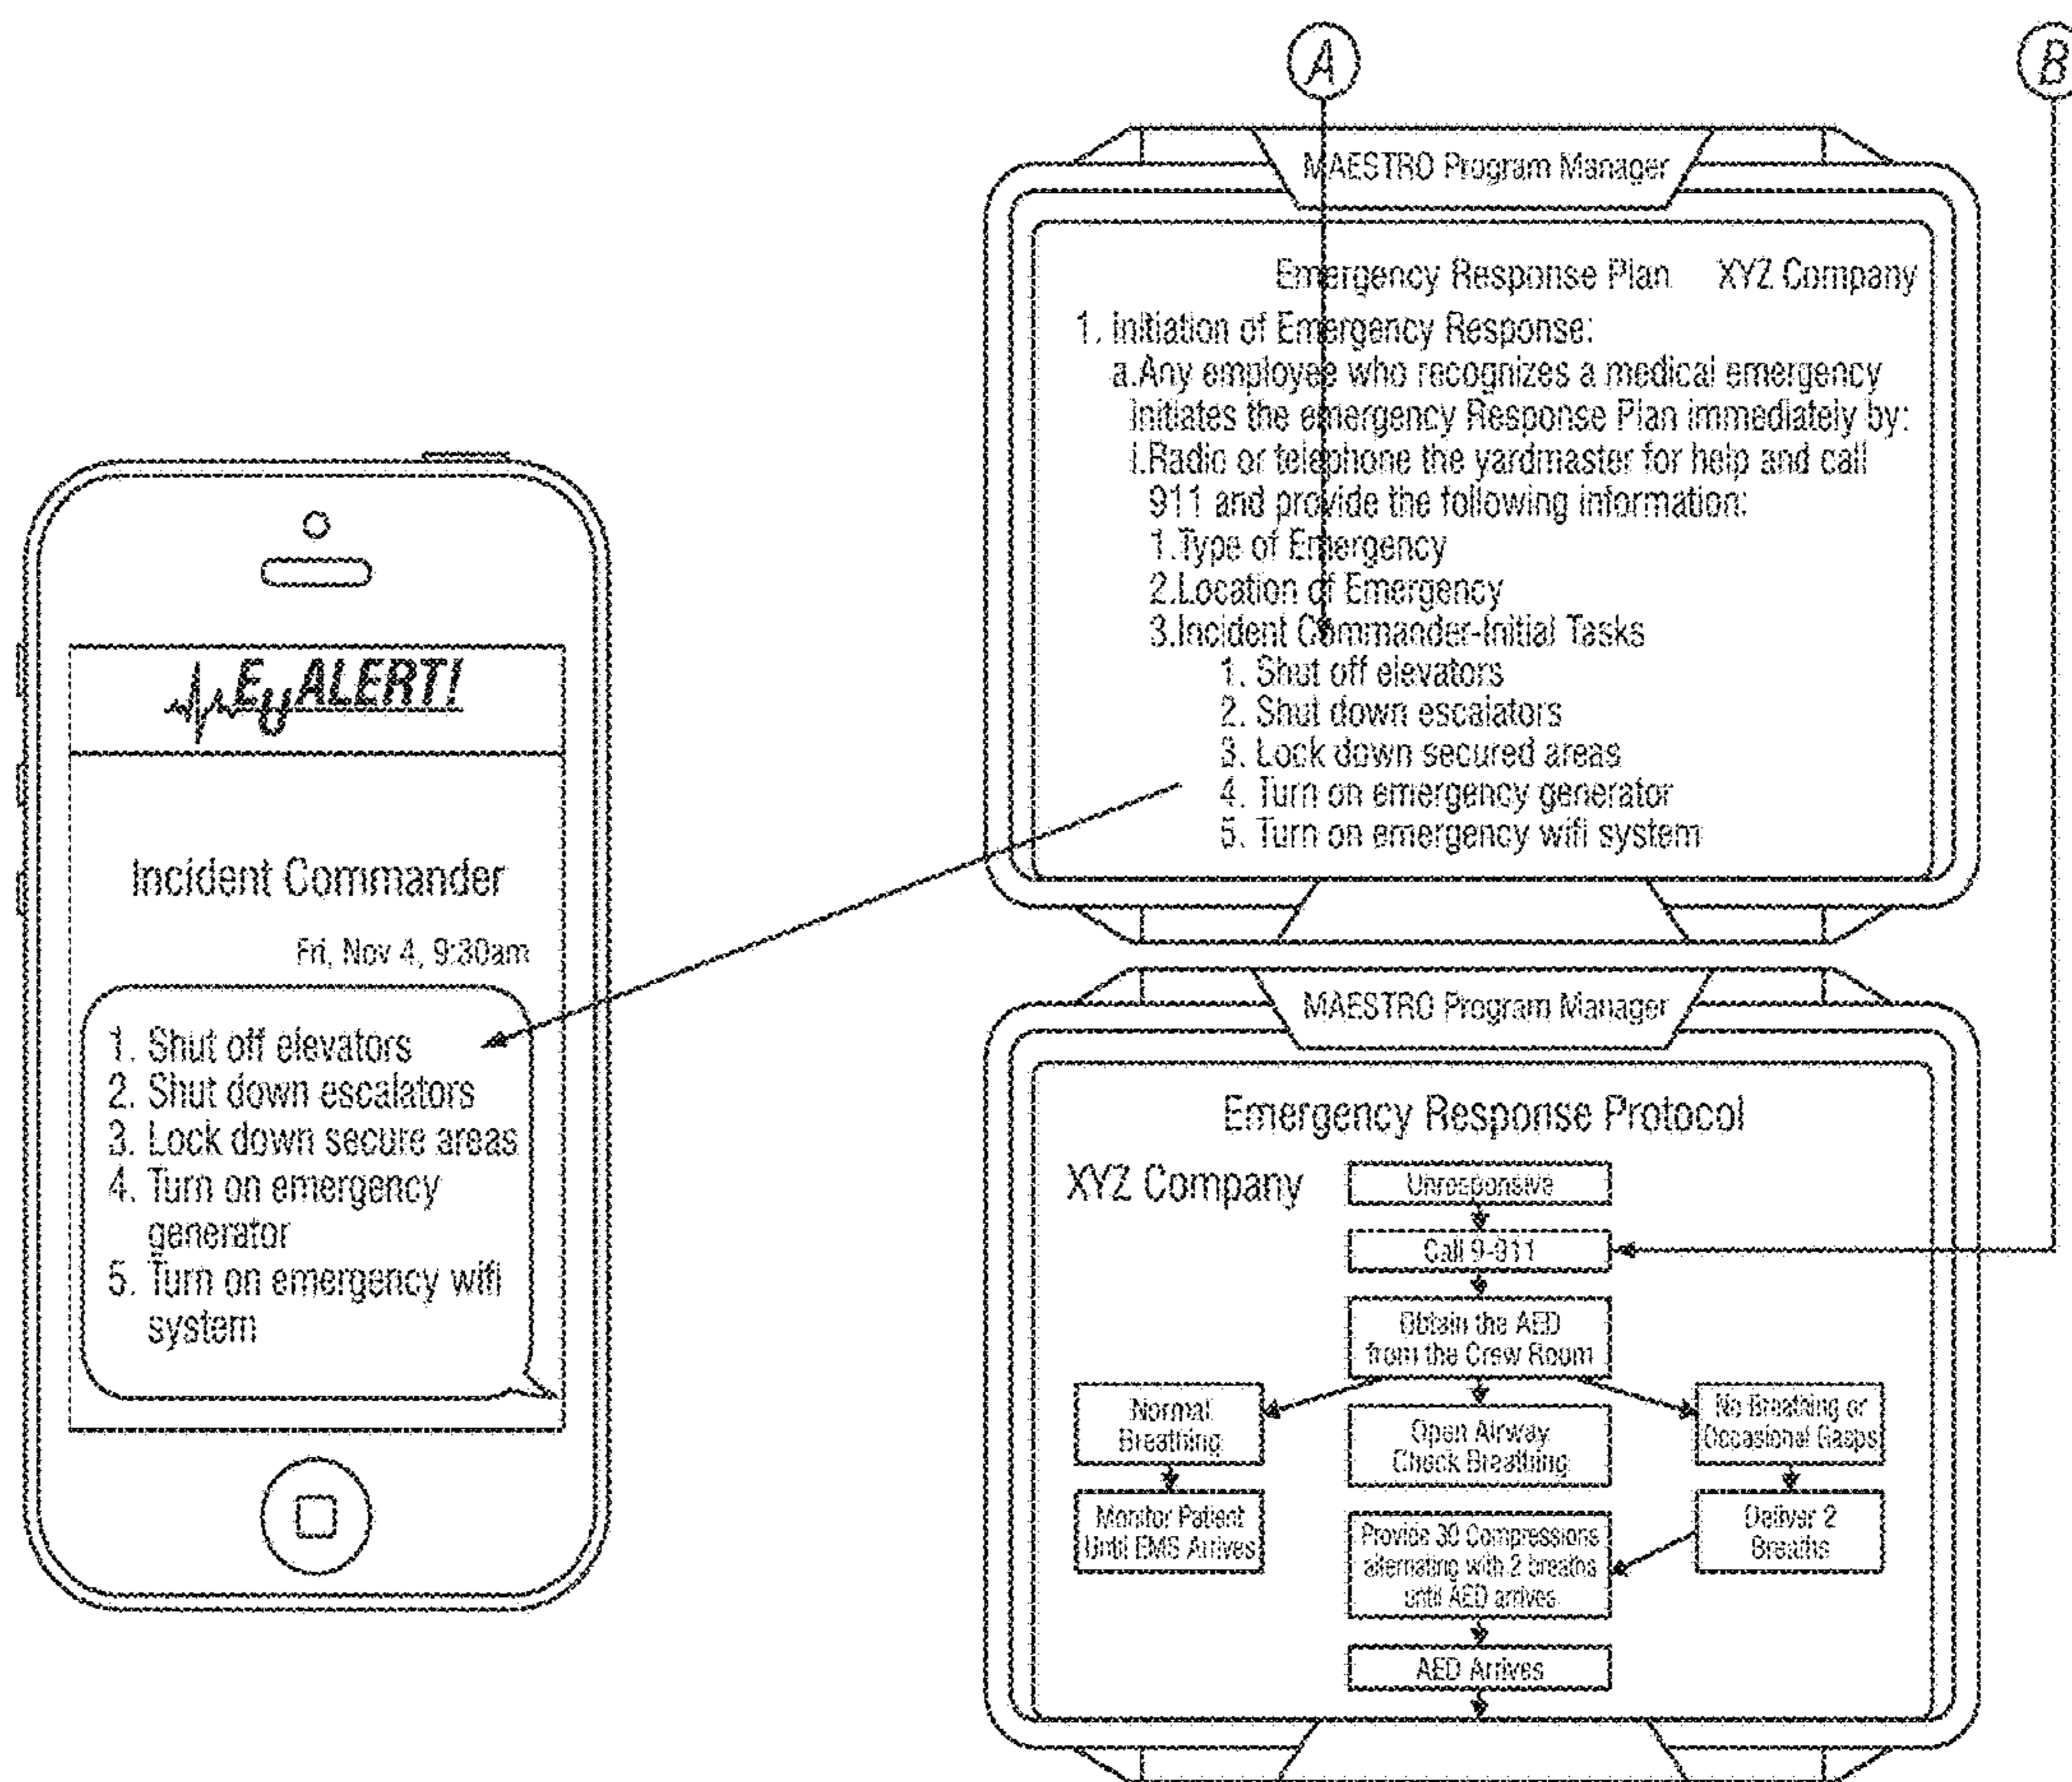 A
B
MAESTRO Program Manager
Emergency Response Plan XYZ Company
1. Initiation of Emergency Response:
a.Any employee who recognizes a medical emergency
Initiates the emergency Response Plan immediately by:
i.Radio or telephone the yardmaster for help and call
911 and provide the following information:
1.Type of Emergency
2.Location of Emergency
3.Incident Commander-Initial Tasks
1. Shut off elevators
2. Shut down escalators
3. Lock down secured areas
4. Turn on emergency generator
5. Turn on emergency wifi system
EyALERT!
Incident Commander
Fri, Nov 4, 9:30am
1. Shut off elevators
2. Shut down escalators
3. Lock down secure areas
4. Turn on emergency
generator
5. Turn on emergency wifi
system
MAESTRO Program Manager
Emergency Response Protocol
XYZ Company
Unresponsive
Call 9-911
Obtain the AED
from the Crew Room
Normal
Breathing
Open Airway
Check Breathing
No Breathing or
Occasional Gasps
Monitor Patient
Until EMS Arrives
Provide 30 Compressions
alternating with 2 breaths
until AED arrives
Deliver 2
Breaths
AED Arrives